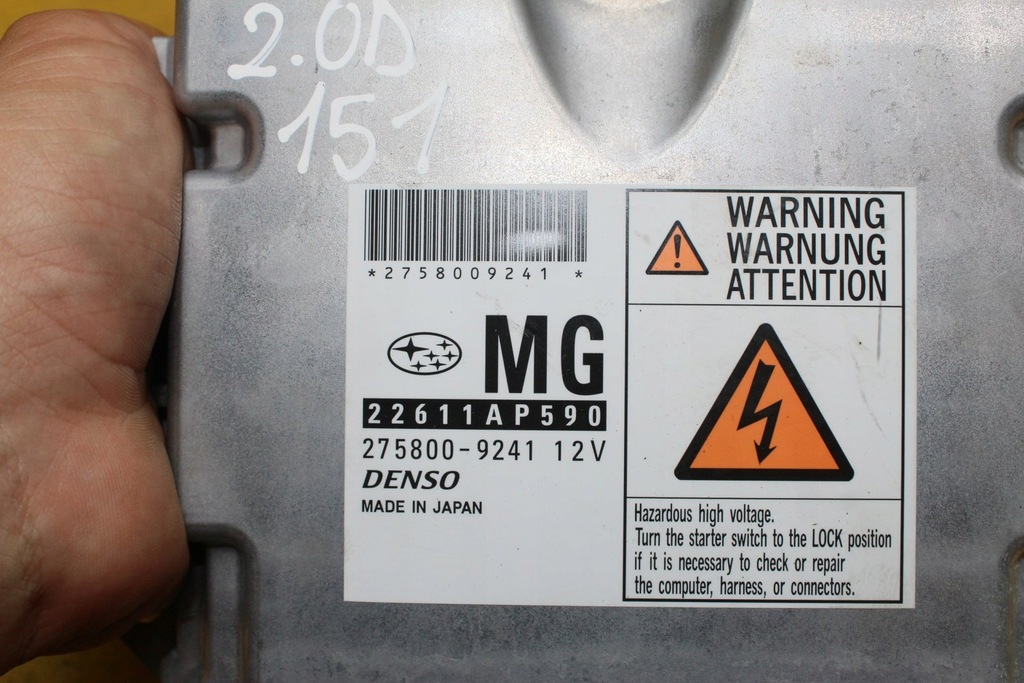 2.0D
151
*2758009241 *
MG
22611AP590
275800-9241 12V
DENSO
MADE IN JAPAN
WARNING
WARNUNG
ATTENTION
Hazardous high voltage.
Turn the starter switch to the LOCK position
if it is necessary to check or repair
the computer, harness, or connectors.